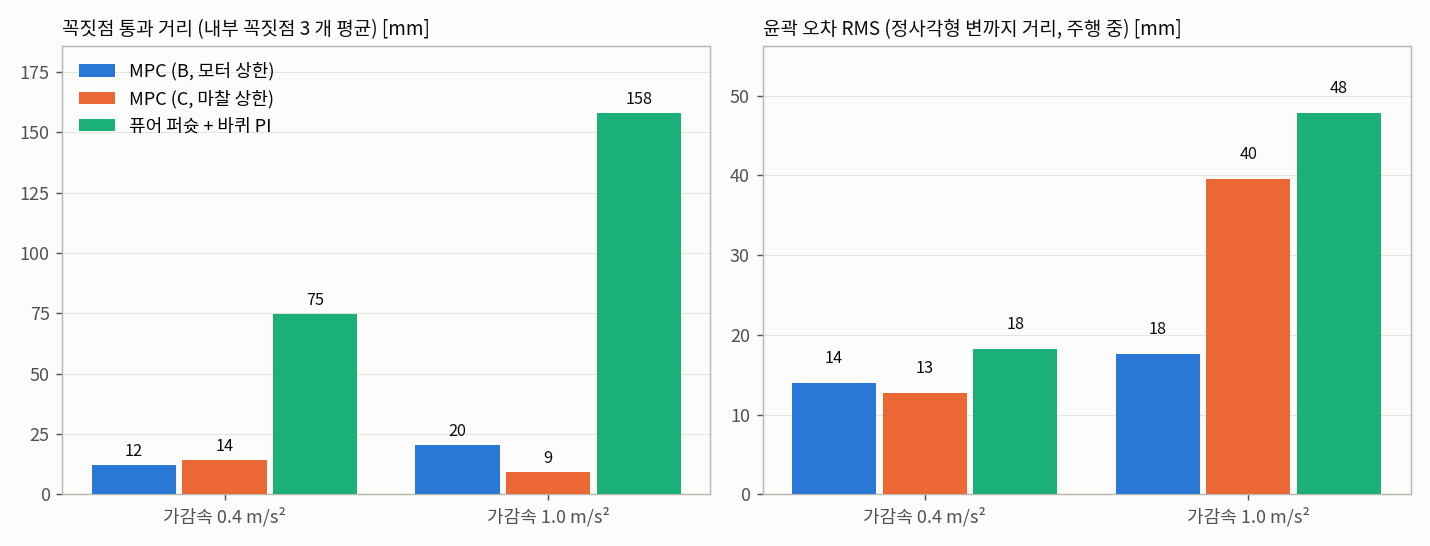 꼭짓점 통과 거리 (내부 꼭짓점 3 개 평균) [mm]
175
150
125
100
75
50
25
0
MPC (B, 모터 상한)
MPC (C, 마찰 상한)
퓨어 퍼슛 + 바퀴 PI
12
14
75
20
9
158
가감속 0.4 m/s²
가감속 1.0 m/s²
윤곽 오차 RMS (정사각형 변까지 거리, 주행 중) [mm]
50
40
30
20
10
0
14
13
18
18
40
48
가감속 0.4 m/s²
가감속 1.0 m/s²